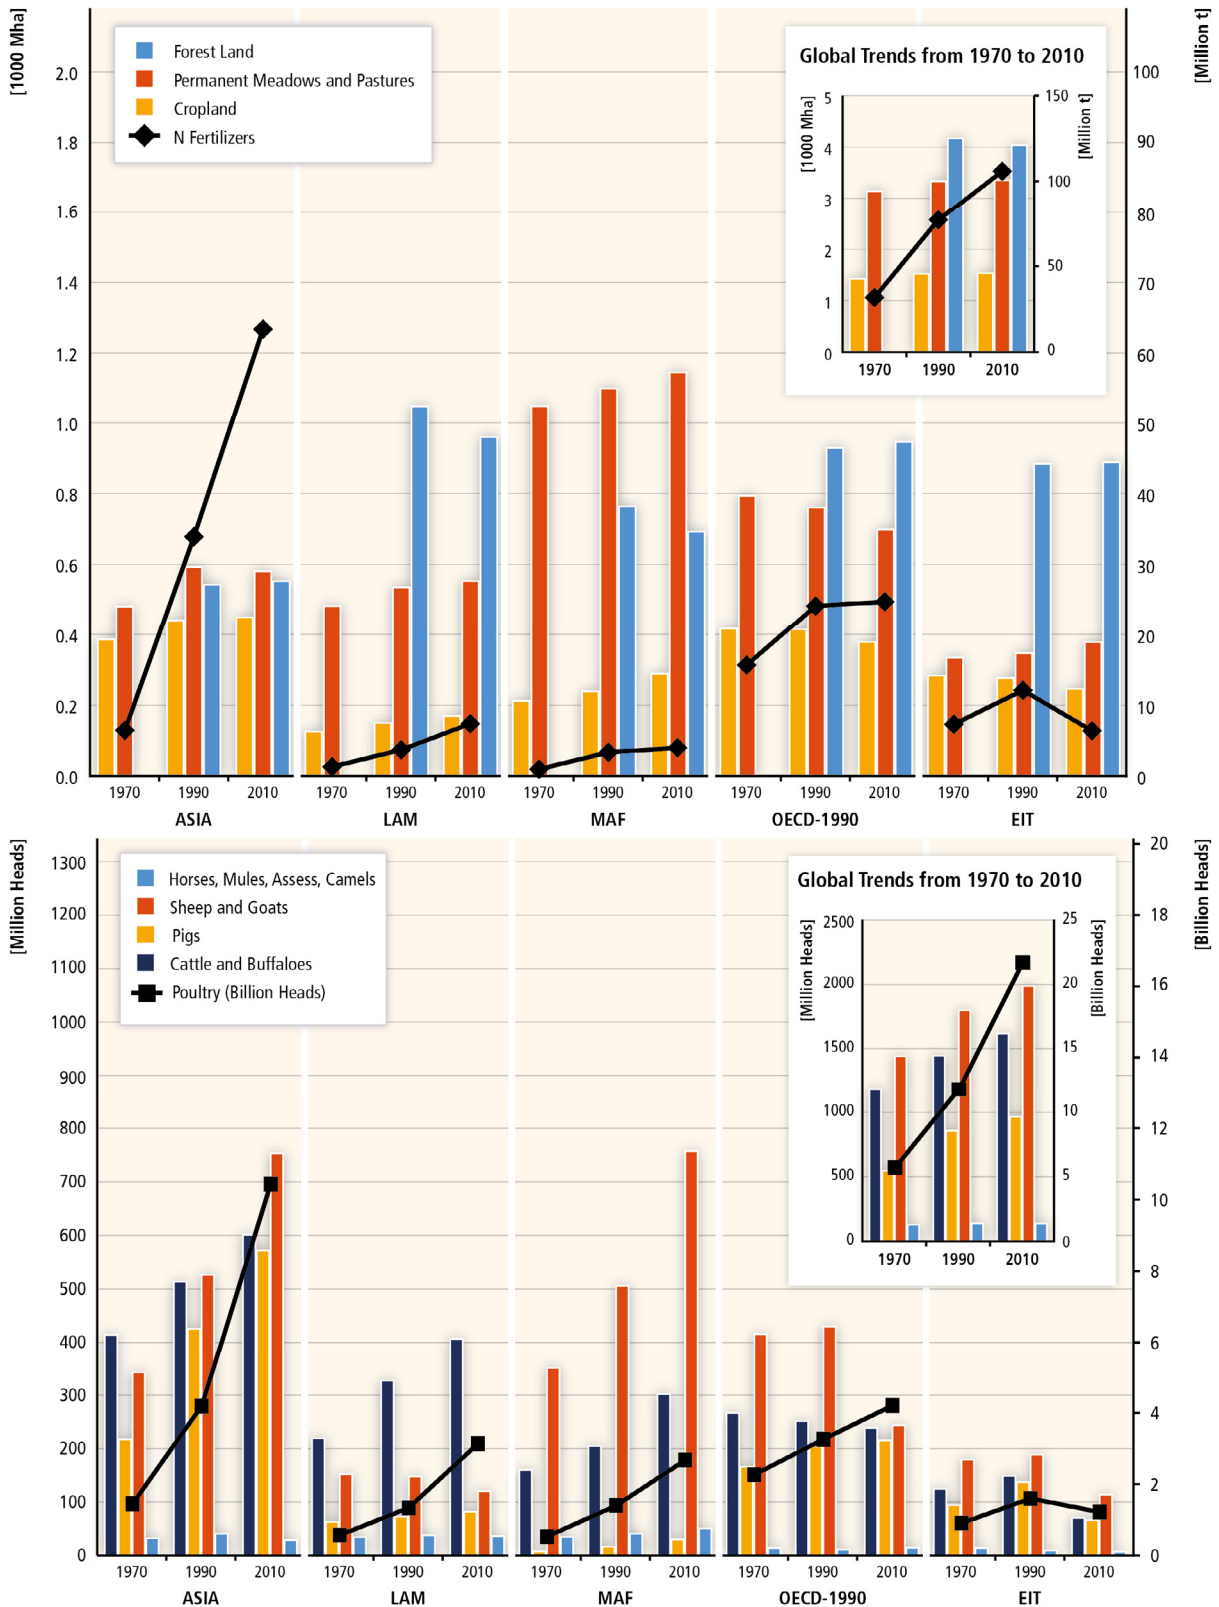 [1000 Mha]
[Million t]
Forest Land
Permanent Meadows and Pastures
Cropland
N Fertilizers
Global Trends from 1970 to 2010
[1000 Mha]
[Million t]
5
4
3
2
1
0
150
100
50
0
1970 1990 2010
2.0
1.8
1.6
1.4
1.2
1.0
0.8
0.6
0.4
0.2
0.0
100
90
80
70
60
50
40
30
20
10
0
1970 1990 2010 1970 1990 2010 1970 1990 2010 1970 1990 2010 1970 1990 2010
ASIA LAM MAF OECD-1990 EIT
[Million Heads]
[Billion Heads]
Horses, Mules, Assess, Camels
Sheep and Goats
Pigs
Cattle and Buffaloes
Poultry (Billion Heads)
Global Trends from 1970 to 2010
[Million Heads]
[Billion Heads]
2500
2000
1500
1000
500
0
25
20
15
10
5
0
1970 1990 2010
1300
1200
1100
1000
900
800
700
600
500
400
300
200
100
0
20
18
16
14
12
10
8
6
4
2
0
1970 1990 2010 1970 1990 2010 1970 1990 2010 1970 1990 2010 1970 1990 2010
ASIA LAM MAF OECD-1990 EIT